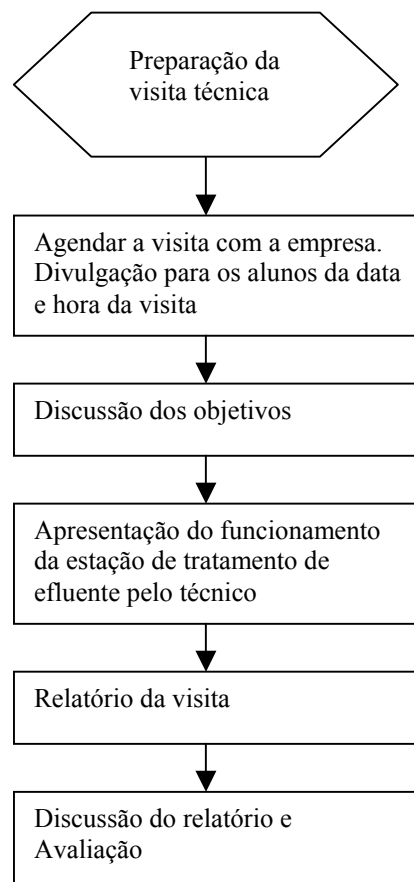 Preparação da
visita técnica
Agendar a visita com a empresa.
Divulgação para os alunos da data
e hora da visita
Discussão dos objetivos
Apresentação do funcionamento
da estação de tratamento de
efluente pelo técnico
Relatório da visita
Discussão do relatório e
Avaliação